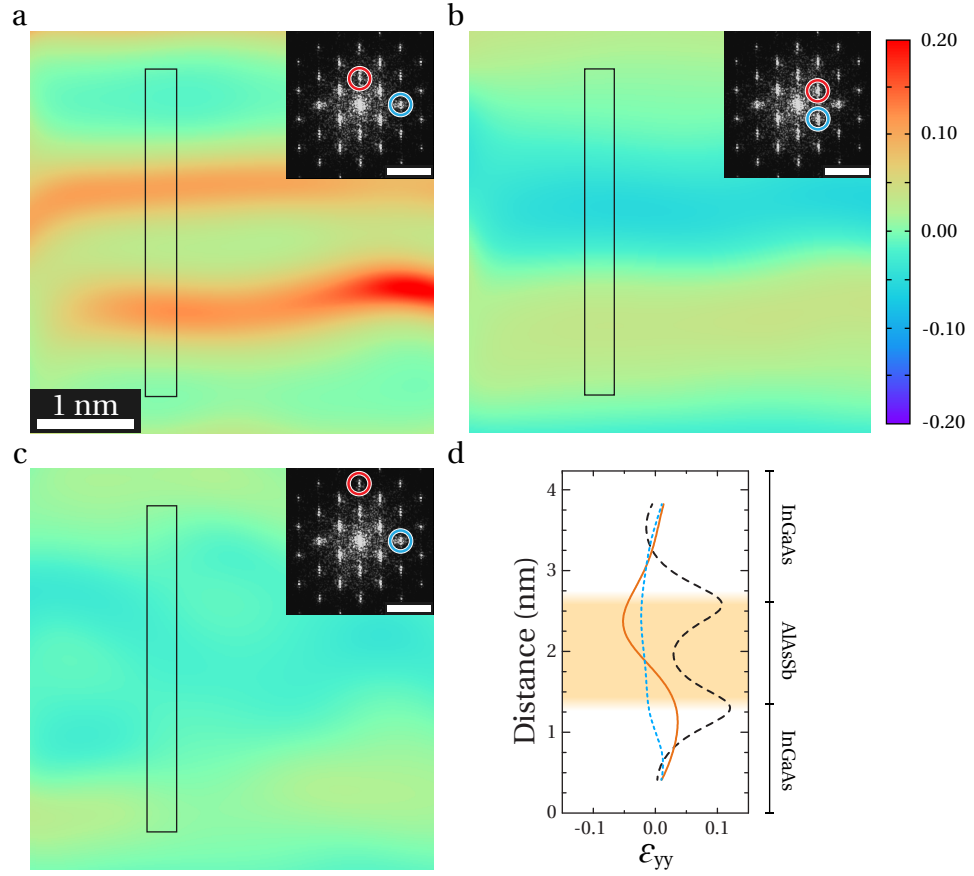 a
b
0.20
0.10
0.00
-0.10
-0.20
1 nm
c
d
4
3
2
1
0
Distance (nm)
-0.1
0.0
0.1
εyy
InGaAs
AlAsSb
InGaAs